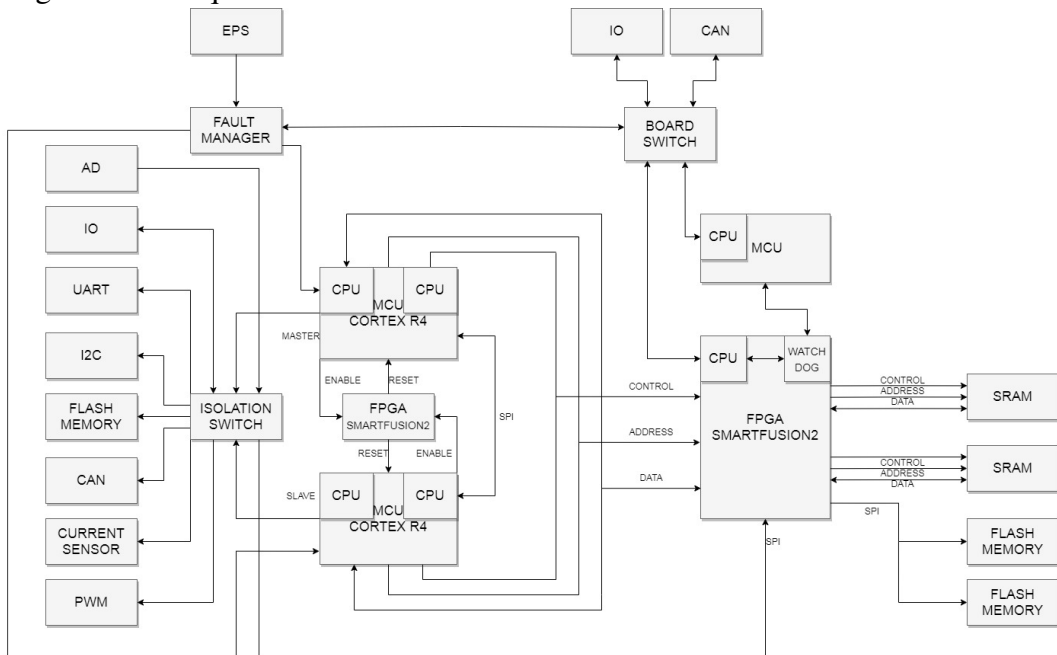 EPS
IO
CAN
FAULT
MANAGER
BOARD
SWITCH
AD
IO
UART
I2C
FLASH
MEMORY
CAN
CURRENT
SENSOR
PWM
ISOLATION
SWITCH
CPU
CPU
MCU
CORTEX R4
MASTER
ENABLE
RESET
FPGA
SMARTFUSION2
RESET
ENABLE
SPI
SLAVE
CPU
CPU
MCU
CORTEX R4
CONTROL
ADDRESS
DATA
CPU
MCU
CPU
WATCH
DOG
FPGA
SMARTFUSION2
CONTROL
ADDRESS
DATA
SRAM
CONTROL
ADDRESS
DATA
SRAM
SPI
SPI
FLASH
MEMORY
FLASH
MEMORY